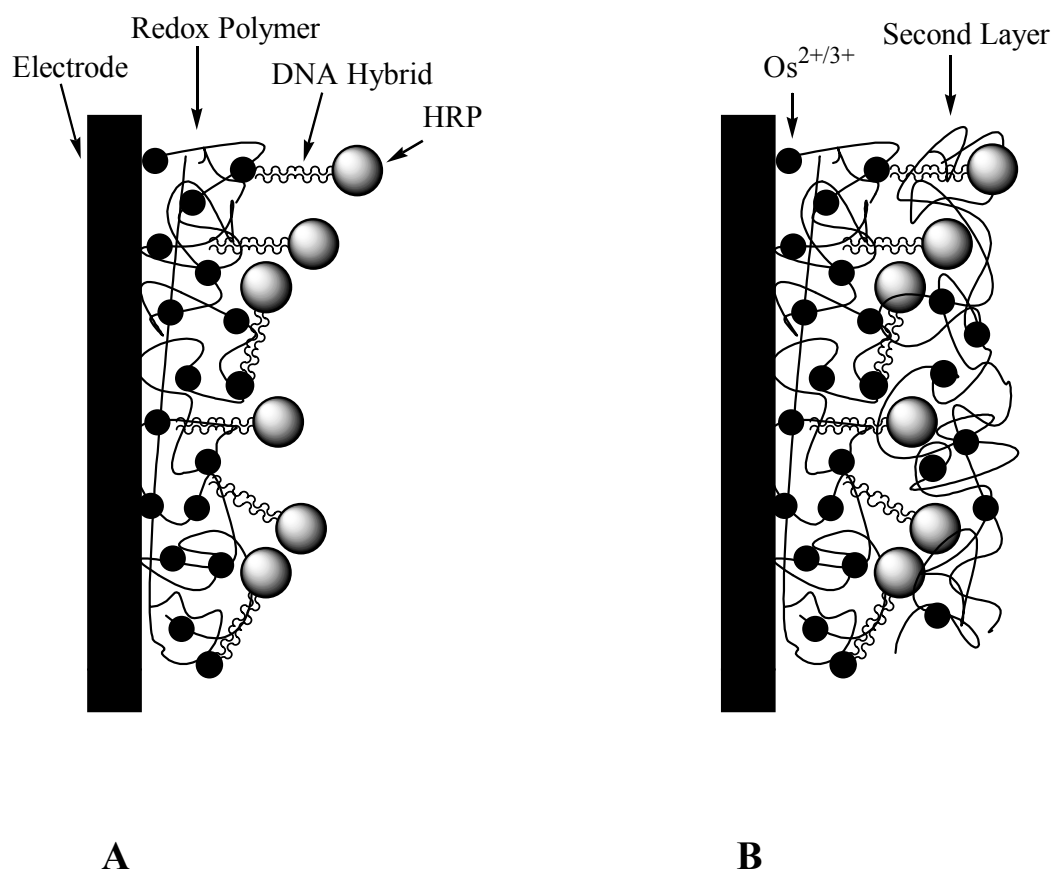 Redox Polymer
Electrode
DNA Hybrid
HRP
A
Second Layer
Os2+/3+
B